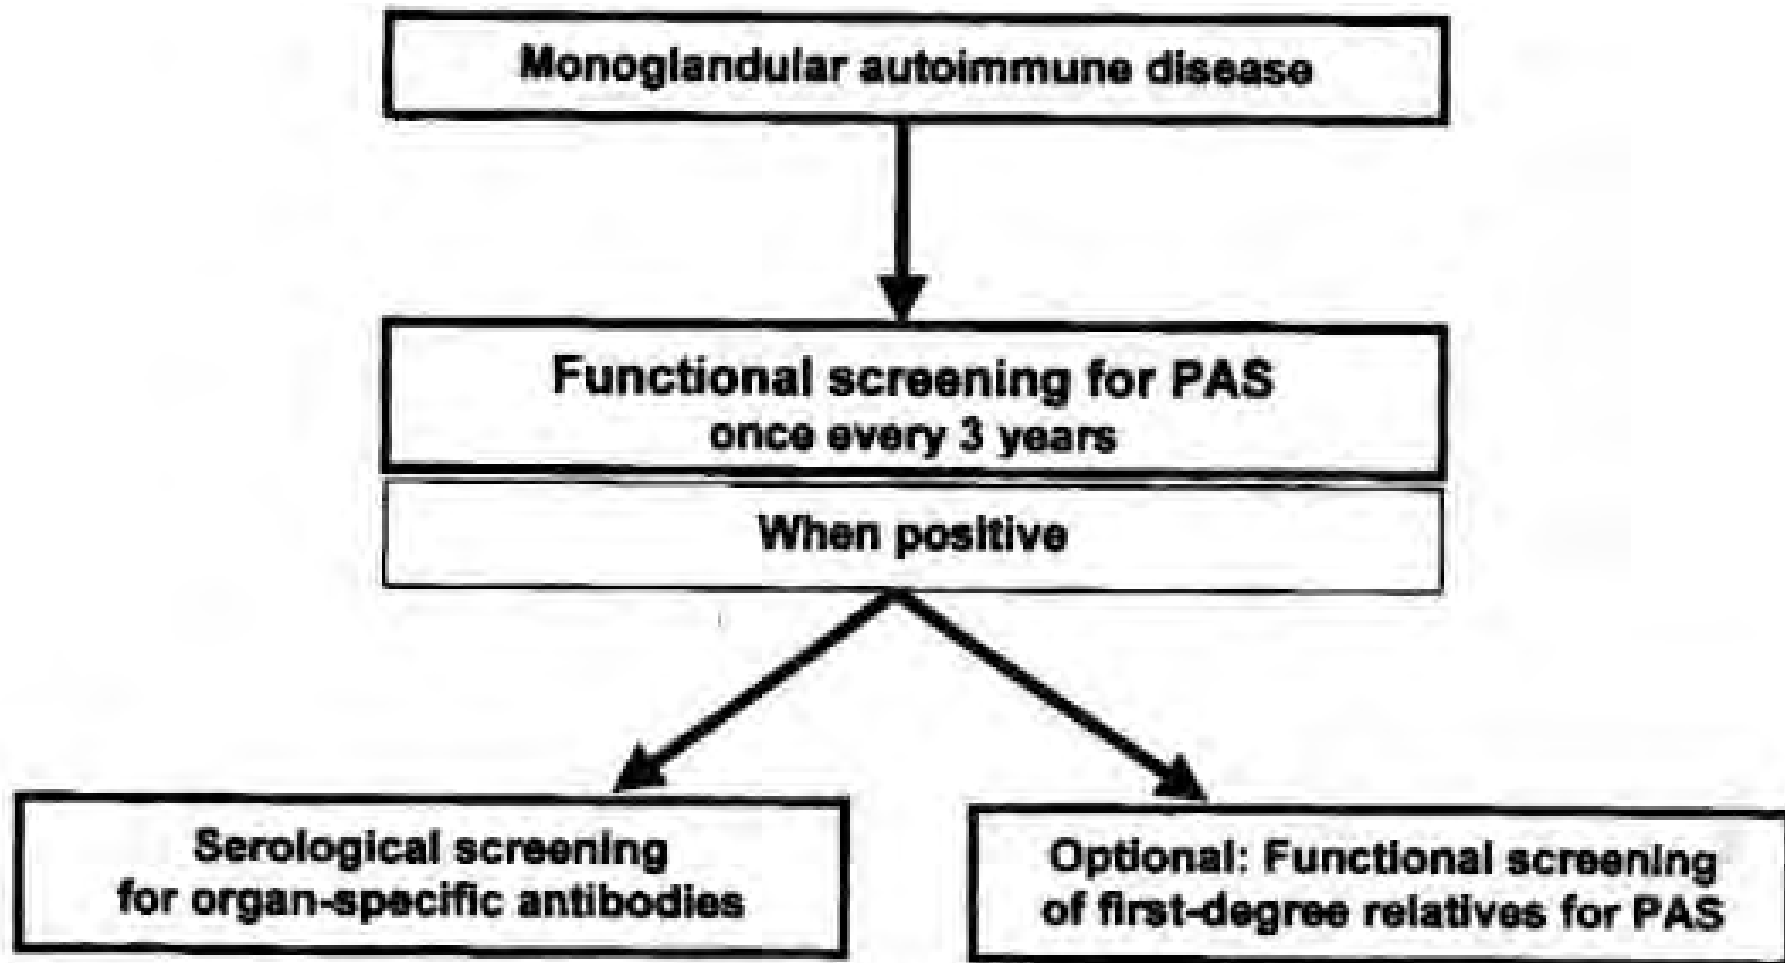 Monoglandular autoimmune disease
Functional screening for PAS
once every 3 years
When positive
Serological screening
for organ-specific antibodies
Optional: Functional screening
of first-degree relatives for PAS